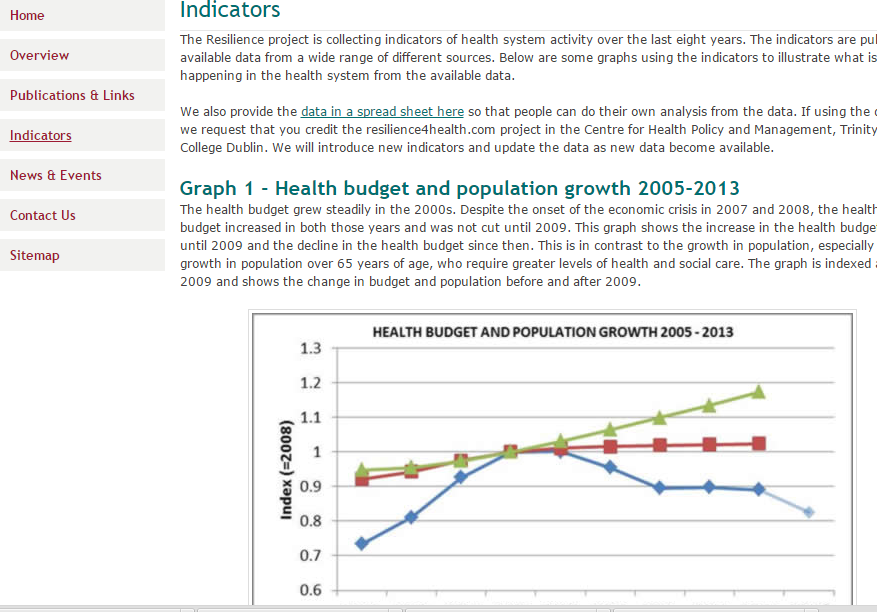 Home
Overview
Publications & Links
Indicators
News & Events
Contact Us
Sitemap
Indicators
The Resilience project is collecting indicators of health system activity over the last eight years. The indicators are pul
available data from a wide range of different sources. Below are some graphs using the indicators to illustrate what is
happening in the health system from the available data.
We also provide the data in a spread sheet here so that people can do their own analysis from the data. If using the
we request that you credit the resilience4health.com project in the Centre for Health Policy and Management, Trinity
College Dublin. We will introduce new indicators and update the data as new data become available.
Graph 1 - Health budget and population growth 2005-2013
The health budget grew steadily in the 2000s. Despite the onset of the economic crisis in 2007 and 2008, the health
budget increased in both those years and was not cut until 2009. This graph shows the increase in the health budge
until 2009 and the decline in the health budget since then. This is in contrast to the growth in population, especially
growth in population over 65 years of age, who require greater levels of health and social care. The graph is indexed
2009 and shows the change in budget and population before and after 2009.
HEALTH BUDGET AND POPULATION GROWTH 2005 - 2013
Index (=2008)
1.3
1.2
1.1
1
0.9
0.8
0.7
0.6